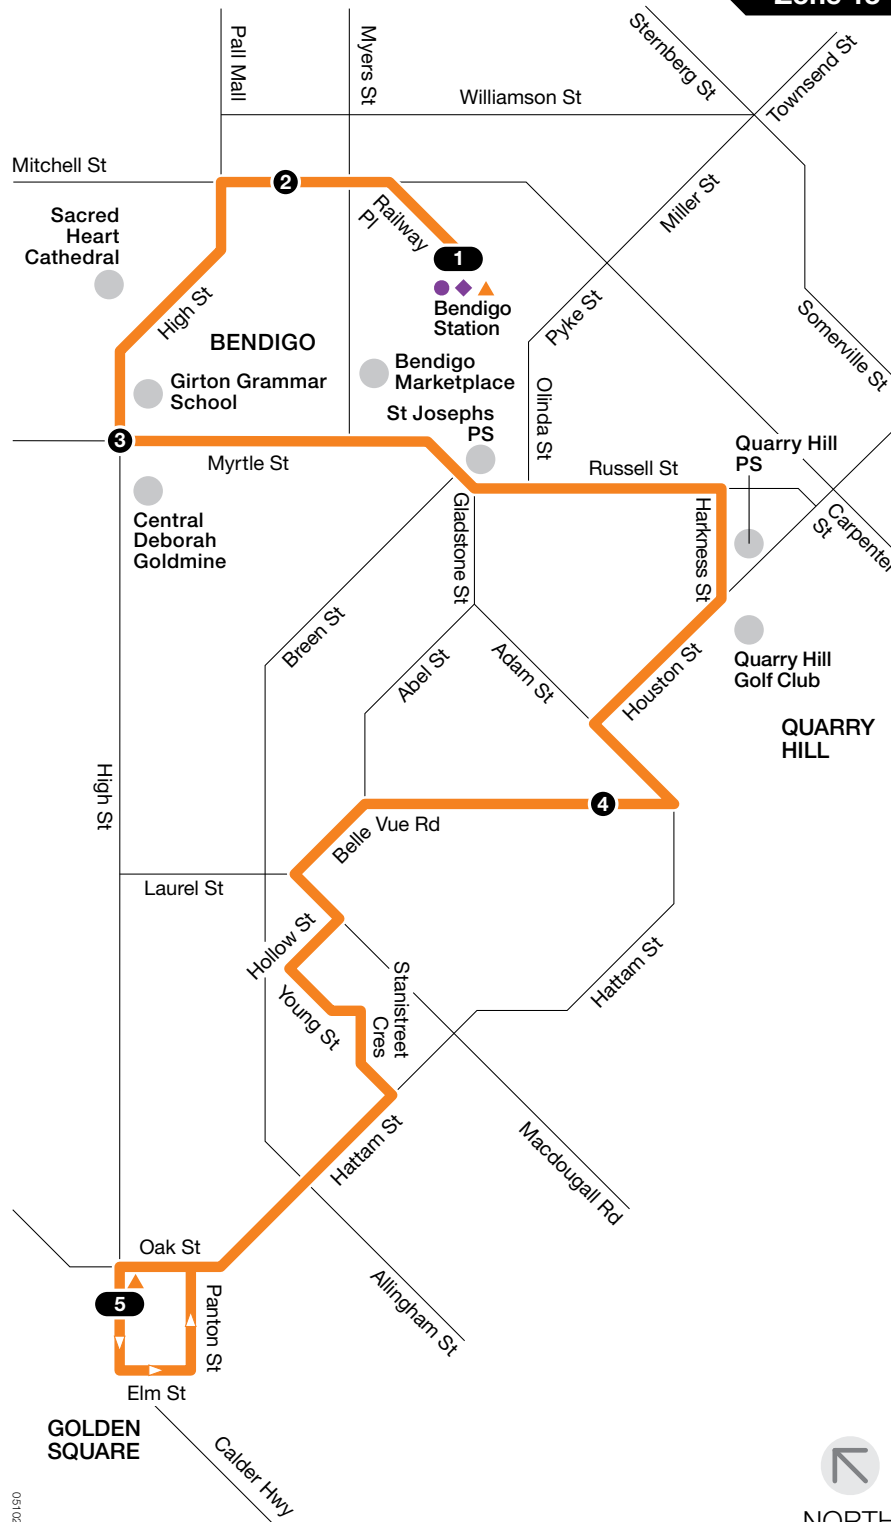 Pall Mall
Myers St
Sternberg St
Townsend St
Williamson St
Mitchell St
2
Railway
Pl
Miller St
Sacred
Heart
Cathedral
1
Bendigo
Station
High St
Pyke St
Somerville St
BENDIGO
Bendigo
Marketplace
Girton Grammar
School
St Josephs
PS
Olinda St
Quarry Hill
PS
3
Myrtle St
Russell St
Central
Deborah
Goldmine
Gladstone St
Harkness St
Carpenter
St
Breen St
Abel St
Adam St
Houston St
Quarry Hill
Golf Club
QUARRY
HILL
High St
4
Belle
Vue Rd
Laurel St
Hollow St
Young St
Stanistreet
Cres
Hattam St
Hattam St
Macdougall Rd
Oak St
5
Panton St
Allingham St
Elm St
GOLDEN
SQUARE
Calder Hwy
NORTH